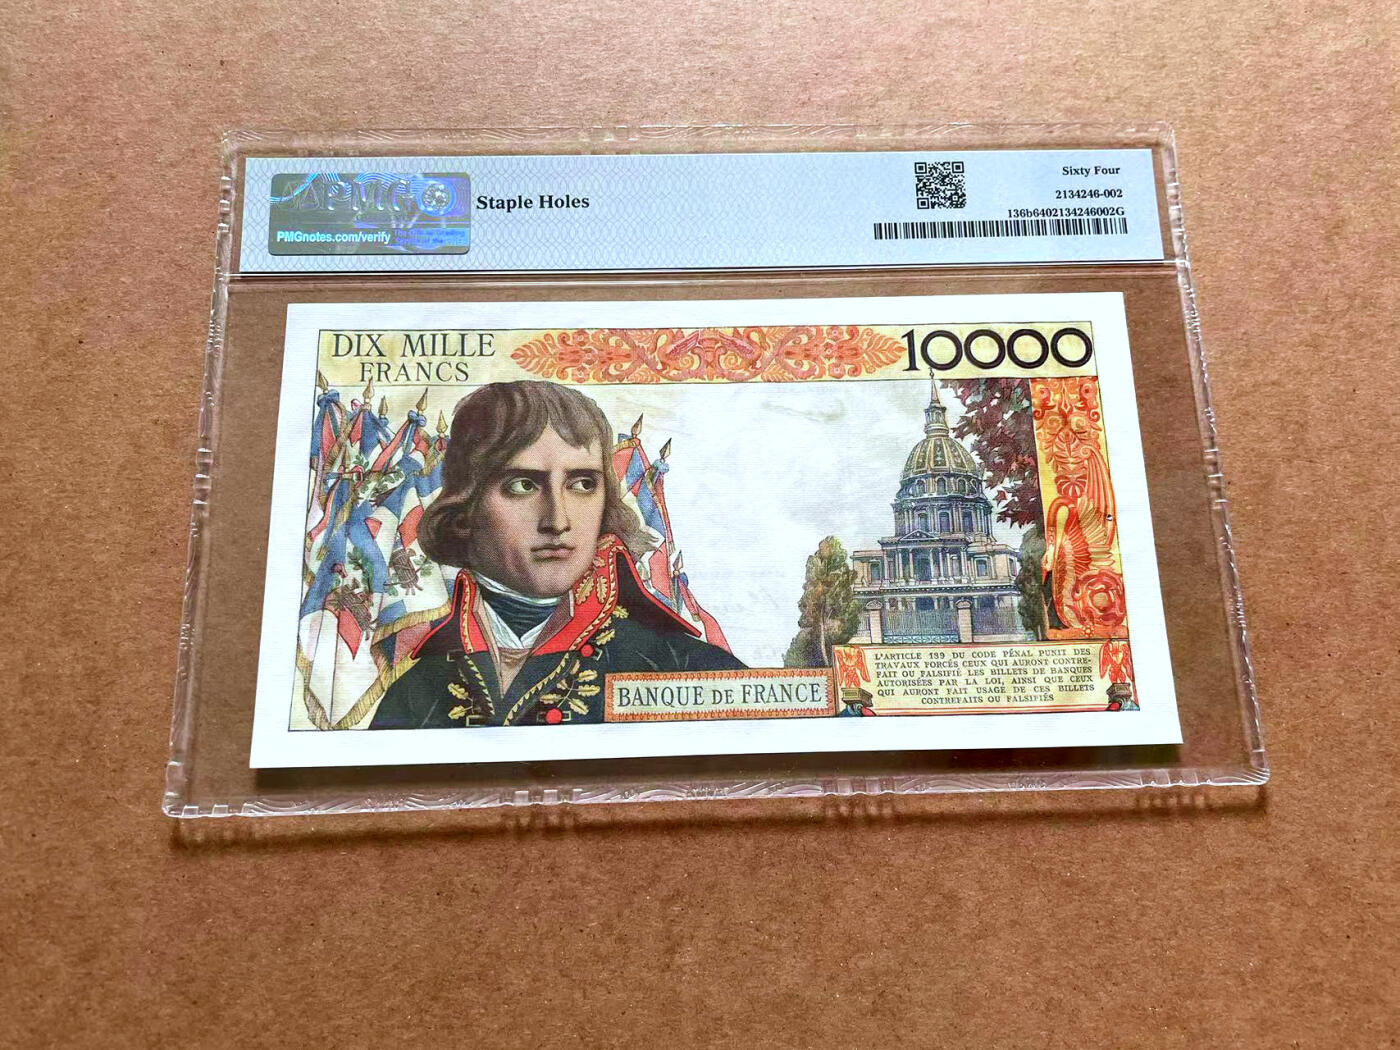 PMG
PMGnotes.com/verify
Staple Holes
Sixty Four
2134246-002
136b6402134246002G
DIX MILLE
FRANCS
10000
BANQUE DE FRANCE
L'ARTICLE 139 DU CODE PÉNAL PUNIT DES
TRAVAUX FORCÉS CEUX QUI AURONT CONTRE-
FAIT OU FALSIFIÉ LES BILLETS DE BANQUES
AUTORISÉES PAR LA LOI, AINSI QUE CEUX
QUI AURONT FAIT USAGE DE CES BILLETS
CONTREFAITS OU FALSIFIÉS